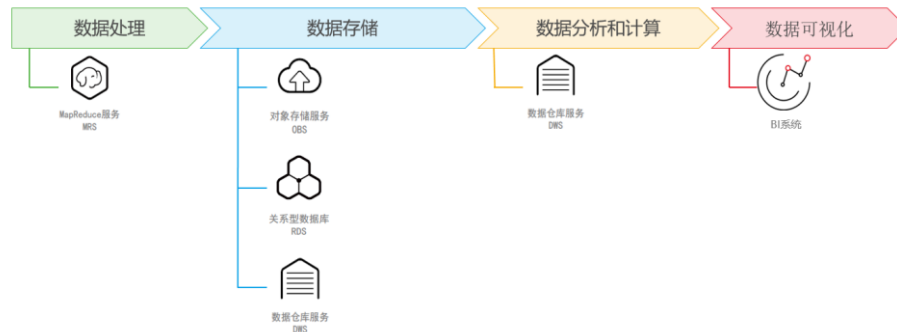 数据处理
数据存储
数据分析和计算
数据可视化
MapReduce服务
MRS
对象存储服务
OBS
关系型数据库
RDS
数据仓库服务
DWS
数据仓库服务
DWS
BI系统